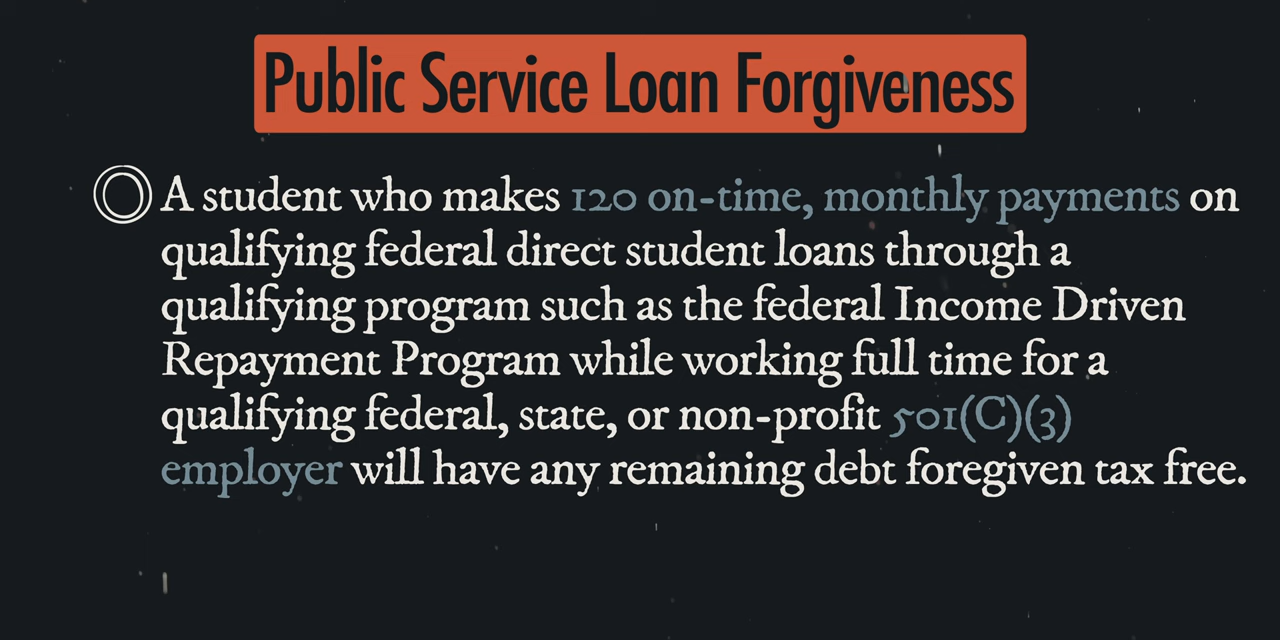 Public Service Loan Forgiveness
A student who makes 120 on-time, monthly payments on
qualifying federal direct student loans through a
qualifying program such as the federal Income Driven
Repayment Program while working full time for a
qualifying federal, state, or non-profit 501(C)(3)
employer will have any remaining debt foregiven tax free.